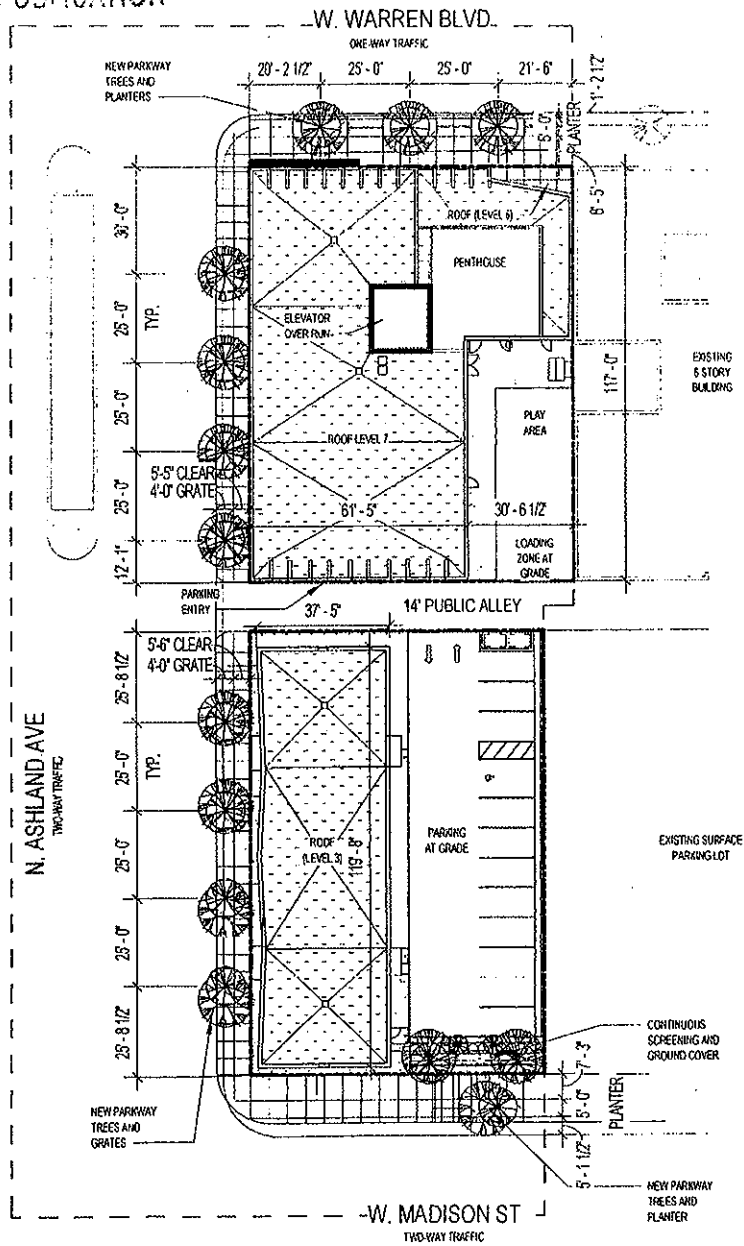 W. WARREN BLVD.
ONE-WAY TRAFFIC
NEW PARKWAY
TREES AND
PLANTERS
20' - 2 1/2"
25' - 0"
25' - 0"
21' - 6"
1' - 2 1/2"
8' - 0"
PLANTER
6' - 5"
30' - 0"
25' - 0"
TYP.
25' - 0"
25' - 0"
12' - 1"
ROOF (LEVEL 6)
PENTHOUSE
ELEVATOR
OVER RUN
117' - 0"
EXISTING
6 STORY
BUILDING
PLAY
AREA
ROOF LEVEL 7
5'-5" CLEAR
4'-0" GRATE
61' - 5"
30' - 6 1/2"
LOADING
ZONE AT
GRADE
PARKING
ENTRY
37' - 5"
14' PUBLIC ALLEY
5'-6" CLEAR
4'-0" GRATE
25' - 8 1/2"
25' - 0"
TYP.
25' - 0"
25' - 0"
25' - 8 1/2"
N. ASHLAND AVE
TWO-WAY TRAFFIC
ROOF
(LEVEL 3)
119' - 8"
PARKING
AT GRADE
EXISTING SURFACE
PARKING LOT
CONTINUOUS
SCREENING AND
GROUND COVER
7' - 3"
5' - 0"
PLANTER
5' - 1 1/2"
NEW PARKWAY
TREES AND
GRATES
NEW PARKWAY
TREES AND
PLANTER
W. MADISON ST
TWO-WAY TRAFFIC